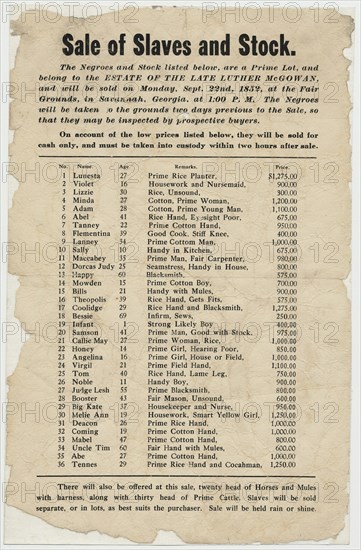 Sale of Slaves and Stock.
The Negroes and Stock listed below, are a Prime Lot, and
belong to the ESTATE OF THE LATE LUTHER McGOWAN,
and will be sold on Monday, Sept. 22nd, 1852, at the Fair
Grounds, in Savannah, Georgia, at 1:00 P. M. The Negroes
will be taken to the grounds two days previous to the Sale, so
that they may be inspected by prospective buyers.
On account of the low prices listed below, they will be sold for
cash only, and must be taken into custody within two hours after sale.
No. Name Age Remarks. Price.
1 Lunesta 27 Prime Rice Planter, $1,275.00
2 Violet 16 Housework and Nursemaid, 900.00
3 Lizzie 30 Rice, Unsound, 300.00
4 Minda 27 Cotton, Prime Woman, 1,200.00
5 Adam 28 Cotton, Prime Young Man, 1,100.00
6 Abel 41 Rice Hand, Eysight Poor, 675.00
7 Tanney 22 Prime Cotton Hand, 950.00
8 Flementina 39 Good Cook. Stiff Knee, 400.00
9 Lanney 34 Prime Cottom Man, 1,000.00
10 Sally 10 Handy in Kitchen, 675.00
11 Maccabey 35 Prime Man, Fair Carpenter, 980.00
12 Dorcas Judy 25 Seamstress, Handy in House, 800.00
13 Happy 60 Blacksmith, 575.00
14 Mowden 15 Prime Cotton Boy, 700.00
15 Bills 21 Handy with Mules, 900.00
16 Theopolis 39 Rice Hand, Gets Fits, 575.00
17 Coolidge 29 Rice Hand and Blacksmith, 1,275.00
18 Bessie 69 Infirm, Sews, 250.00
19 Infant 1 Strong Likely Boy 400.00
20 Samson 41 Prime Man, Good with Stock, 975.00
21 Callie May 27 Prime Woman, Rice, 1,000.00
22 Honey 14 Prime Girl, Hearing Poor, 850.00
23 Angelina 16 Prime Girl, House or Field, 1,000.00
24 Virgil 21 Prime Field Hand, 1,100.00
25 Tom 40 Rice Hand, Lame Leg, 750.00
26 Noble 11 Handy Boy, 900.00
27 Judge Lesh 55 Prime Blacksmith, 800.00
28 Booster 43 Fair Mason, Unsound, 600.00
29 Big Kate 37 Housekeeper and Nurse, 950.00
30 Melie Ann 19 Housework, Smart Yellow Girl, 1,250.00
31 Deacon 26 Prime Rice Hand, 1,000.00
32 Coming 19 Prime Cotton Hand, 1,000.00
33 Mabel 47 Prime Cotton Hand, 800.00
34 Uncle Tim 60 Fair Hand with Mules, 600.00
35 Abe 27 Prime Cotton Hand, 1,000.00
36 Tennes 29 Prime Rice Hand and Cocahman, 1,250.00
There will also be offered at this sale, twenty head of Horses and Mules
with harness, along with thirty head of Prime Cattle. Slaves will be sold
separate, or in lots, as best suits the purchaser. Sale will be held rain or shine.